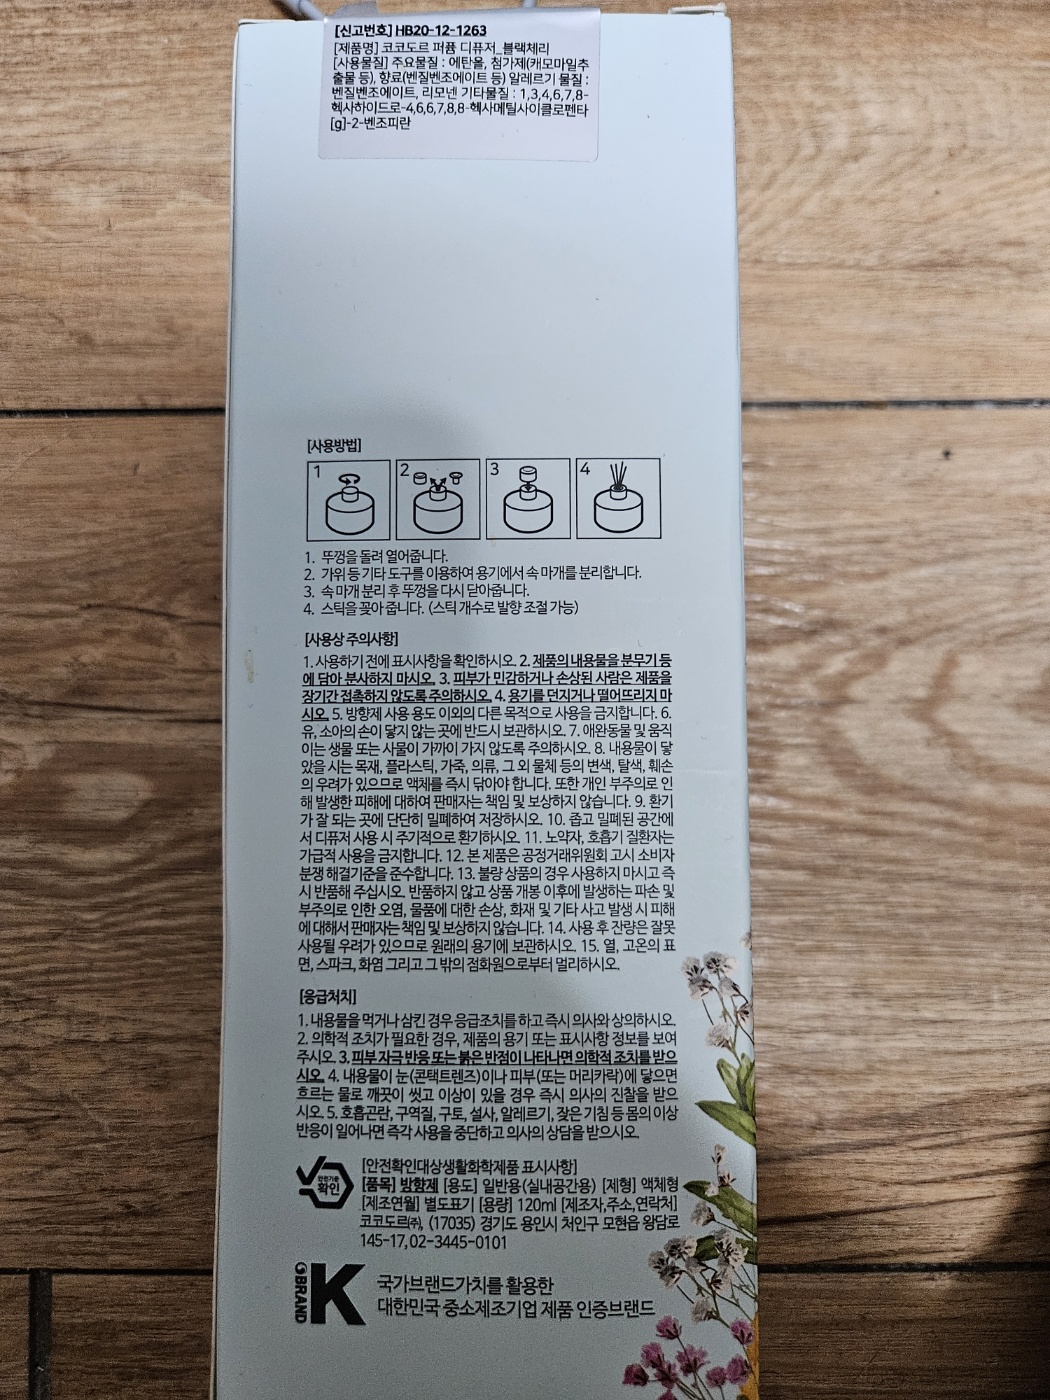 [신고번호] HB20-12-1263
[제품명] 코코도르 퍼퓸 디퓨저_블랙체리
[사용물질] 주요물질 : 에탄올, 첨가제(캐모마일추
출물 등), 향료(벤질벤조에이트 등) 알레르기 물질 :
벤질벤조에이트, 리모넨 기타물질 : 1,3,4,6,7,8-
헥사하이드로-4,6,6,7,8,8-헥사메틸사이클로펜타
[g]-2-벤조피란
[사용방법]
1 2 3 4
1. 뚜껑을 돌려 열어줍니다.
2. 가위 등 기타 도구를 이용하여 용기에서 속 마개를 분리합니다.
3. 속 마개 분리 후 뚜껑을 다시 닫아줍니다.
4. 스틱을 꽂아 줍니다. (스틱 개수로 발향 조절 가능)
[사용상 주의사항]
1. 사용하기 전에 표시사항을 확인하시오. 2. 제품의 내용물을 분무기 등
에 담아 분사하지 마시오. 3. 피부가 민감하거나 손상된 사람은 제품을
장기간 접촉하지 않도록 주의하시오. 4. 용기를 던지거나 떨어뜨리지 마
시오. 5. 방향제 사용 용도 이외의 다른 목적으로 사용을 금지합니다. 6.
유, 소아의 손이 닿지 않는 곳에 반드시 보관하시오. 7. 애완동물 및 움직
이는 생물 또는 사물이 가까이 가지 않도록 주의하시오. 8. 내용물이 닿
았을 시는 목재, 플라스틱, 가죽, 의류, 그 외 물체 등의 변색, 탈색, 훼손
의 우려가 있으므로 액체를 즉시 닦아야 합니다. 또한 개인 부주의로 인
해 발생한 피해에 대하여 판매자는 책임 및 보상하지 않습니다. 9. 환기
가 잘 되는 곳에 단단히 밀폐하여 저장하시오. 10. 좁고 밀폐된 공간에
서 디퓨저 사용 시 주기적으로 환기하시오. 11. 노약자, 호흡기 질환자는
가급적 사용을 금지합니다. 12. 본 제품은 공정거래위원회 고시 소비자
분쟁 해결기준을 준수합니다. 13. 불량 상품의 경우 사용하지 마시고 즉
시 반품해 주십시오. 반품하지 않고 상품 개봉 이후에 발생하는 파손 및
부주의로 인한 오염, 물품에 대한 손상, 화재 및 기타 사고 발생 시 피해
에 대해서 판매자는 책임 및 보상하지 않습니다. 14. 사용 후 잔량은 잘못
사용될 우려가 있으므로 원래의 용기에 보관하시오. 15. 열, 고온의 표
면, 스파크, 화염 그리고 그 밖의 점화원으로부터 멀리하시오.
[응급처치]
1. 내용물을 먹거나 삼킨 경우 응급조치를 하고 즉시 의사와 상의하시오.
2. 의학적 조치가 필요한 경우, 제품의 용기 또는 표시사항 정보를 보여
주시오. 3. 피부 자극 반응 또는 붉은 반점이 나타나면 의학적 조치를 받으
시오. 4. 내용물이 눈(콘택트렌즈)이나 피부(또는 머리카락)에 닿으면
흐르는 물로 깨끗이 씻고 이상이 있을 경우 즉시 의사의 진찰을 받으
시오. 5. 호흡곤란, 구역질, 구토, 설사, 알레르기, 잦은 기침 등 몸의 이상
반응이 일어나면 즉각 사용을 중단하고 의사의 상담을 받으시오.
안전기준
확인
[안전확인대상생활화학제품 표시사항]
[품목] 방향제 [용도] 일반용(실내공간용) [제형] 액체형
[제조연월] 별도표기 [용량] 120ml [제조자,주소,연락처]
코코도르㈜, (17035) 경기도 용인시 처인구 모현읍 왕담로
145-17, 02-3445-0101
BRAND K
국가브랜드가치를 활용한
대한민국 중소제조기업 제품 인증브랜드